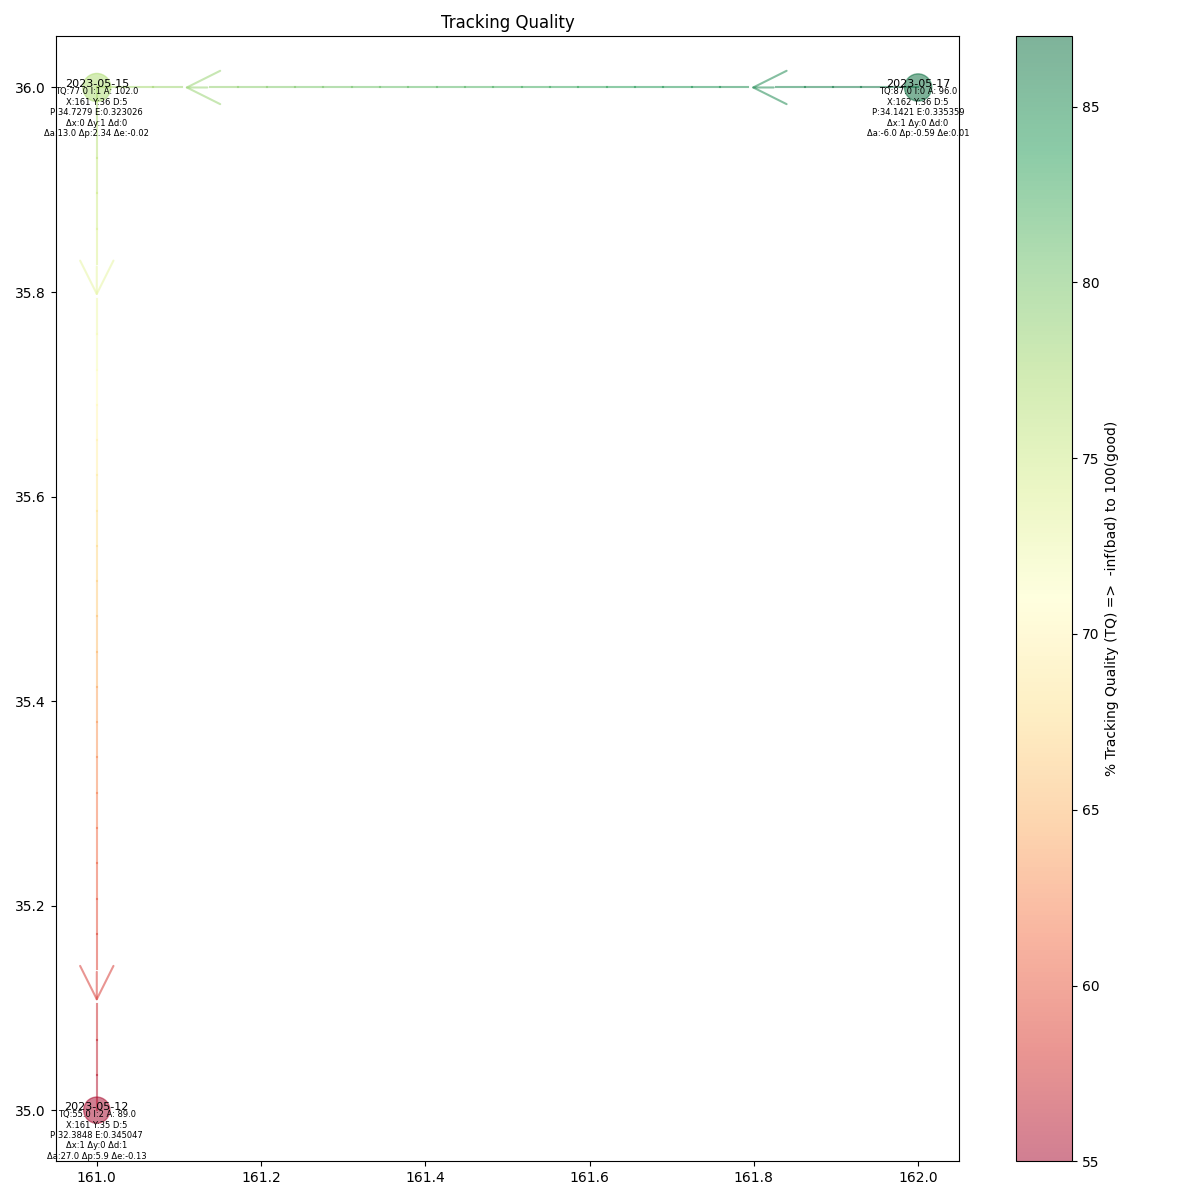 Tracking Quality
36.0
35.8
35.6
35.4
35.2
35.0
2023-05-15
TQ:77.0 I:1 A: 102.0
X:161 Y:36 D:5
P:34.7279 E:0.323026
Δx:0 Δy:1 Δd:0
Δa:13.0 Δp:2.34 Δe:-0.02
2023-05-17
TQ:87.0 I:0 A: 96.0
X:162 Y:36 D:5
P:34.1421 E:0.335359
Δx:1 Δy:0 Δd:0
Δa:-6.0 Δp:-0.59 Δe:0.01
2023-05-12
TQ:55.0 I:2 A: 89.0
X:161 Y:35 D:5
P:32.3848 E:0.345047
Δx:1 Δy:0 Δd:1
Δa:27.0 Δp:5.9 Δe:-0.13
161.0
161.2
161.4
161.6
161.8
162.0
85
80
75
70
65
60
55
% Tracking Quality (TQ) =>  -inf(bad) to 100(good)